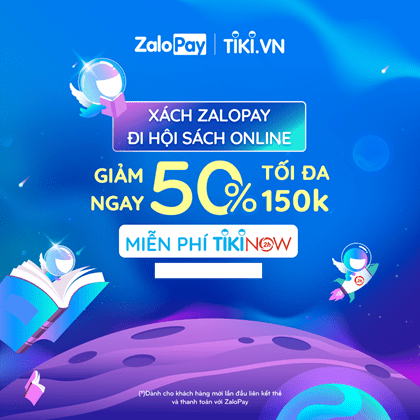 ZaloPay | TIKI.VN
XÁCH ZALOPAY
ĐI HỘI SÁCH ONLINE
GIẢM NGAY 50% TỐI ĐA 150k
MIỄN PHÍ TIKINOW 2h
(*)Dành cho khách hàng mới lần đầu liên kết thẻ
và thanh toán với ZaloPay